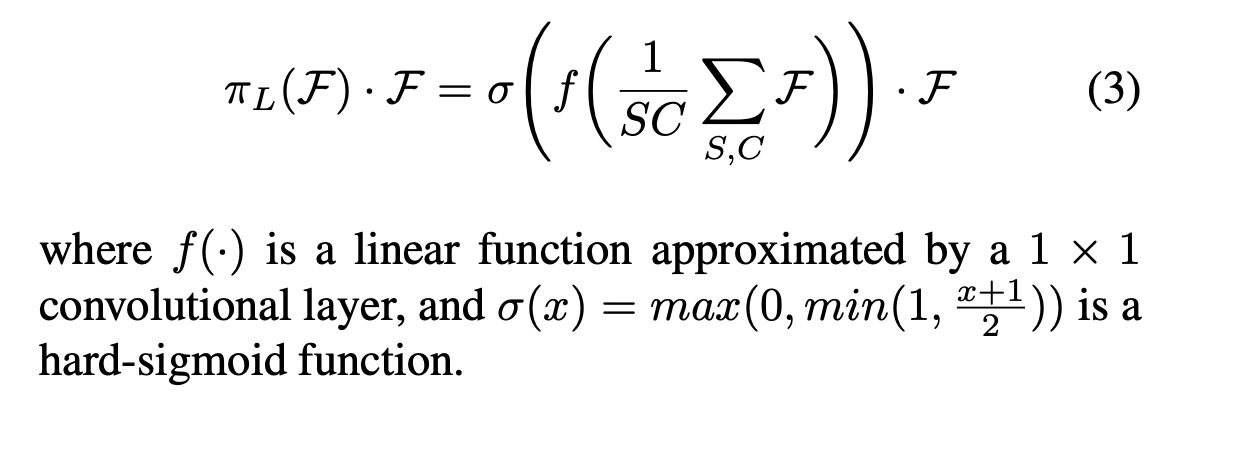 π_L(ℱ) · ℱ = σ(f(1/SC ∑_{S,C} ℱ)) · ℱ (3)
where f(·) is a linear function approximated by a 1 × 1
convolutional layer, and σ(x) = max(0, min(1, x+1/2)) is a
hard-sigmoid function.